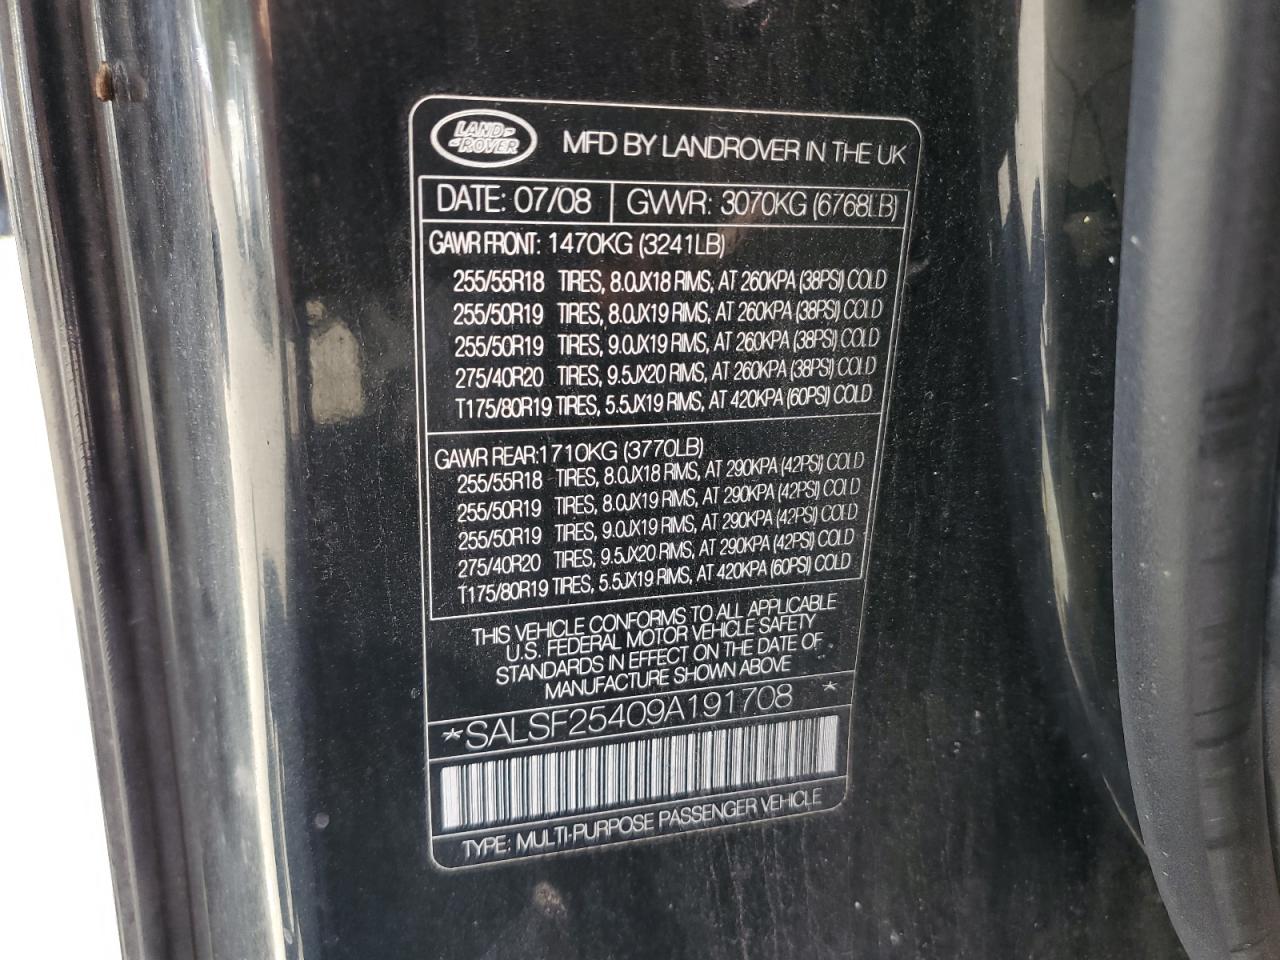 LAND-
-ROVER
MFD BY LANDROVER IN THE UK
DATE: 07/08 GVWR: 3070KG (6768LB)
GAWR FRONT: 1470KG (3241LB)
255/55R18 TIRES, 8.0JX18 RIMS, AT 260KPA (38PSI) COLD
255/50R19 TIRES, 8.0JX19 RIMS, AT 260KPA (38PSI) COLD
255/50R19 TIRES, 9.0JX19 RIMS, AT 260KPA (38PSI) COLD
275/40R20 TIRES, 9.5JX20 RIMS, AT 260KPA (38PSI) COLD
T175/80R19 TIRES, 5.5JX19 RIMS, AT 420KPA (60PSI) COLD
GAWR REAR: 1710KG (3770LB)
255/55R18 TIRES, 8.0JX18 RIMS, AT 290KPA (42PSI) COLD
255/50R19 TIRES, 8.0JX19 RIMS, AT 290KPA (42PSI) COLD
255/50R19 TIRES, 9.0JX19 RIMS, AT 290KPA (42PSI) COLD
275/40R20 TIRES, 9.5JX20 RIMS, AT 290KPA (42PSI) COLD
T175/80R19 TIRES, 5.5JX19 RIMS, AT 420KPA (60PSI) COLD
THIS VEHICLE CONFORMS TO ALL APPLICABLE
U.S. FEDERAL MOTOR VEHICLE SAFETY
STANDARDS IN EFFECT ON THE DATE OF
MANUFACTURE SHOWN ABOVE
*SALSF25409A191708 *
TYPE: MULTI-PURPOSE PASSENGER VEHICLE